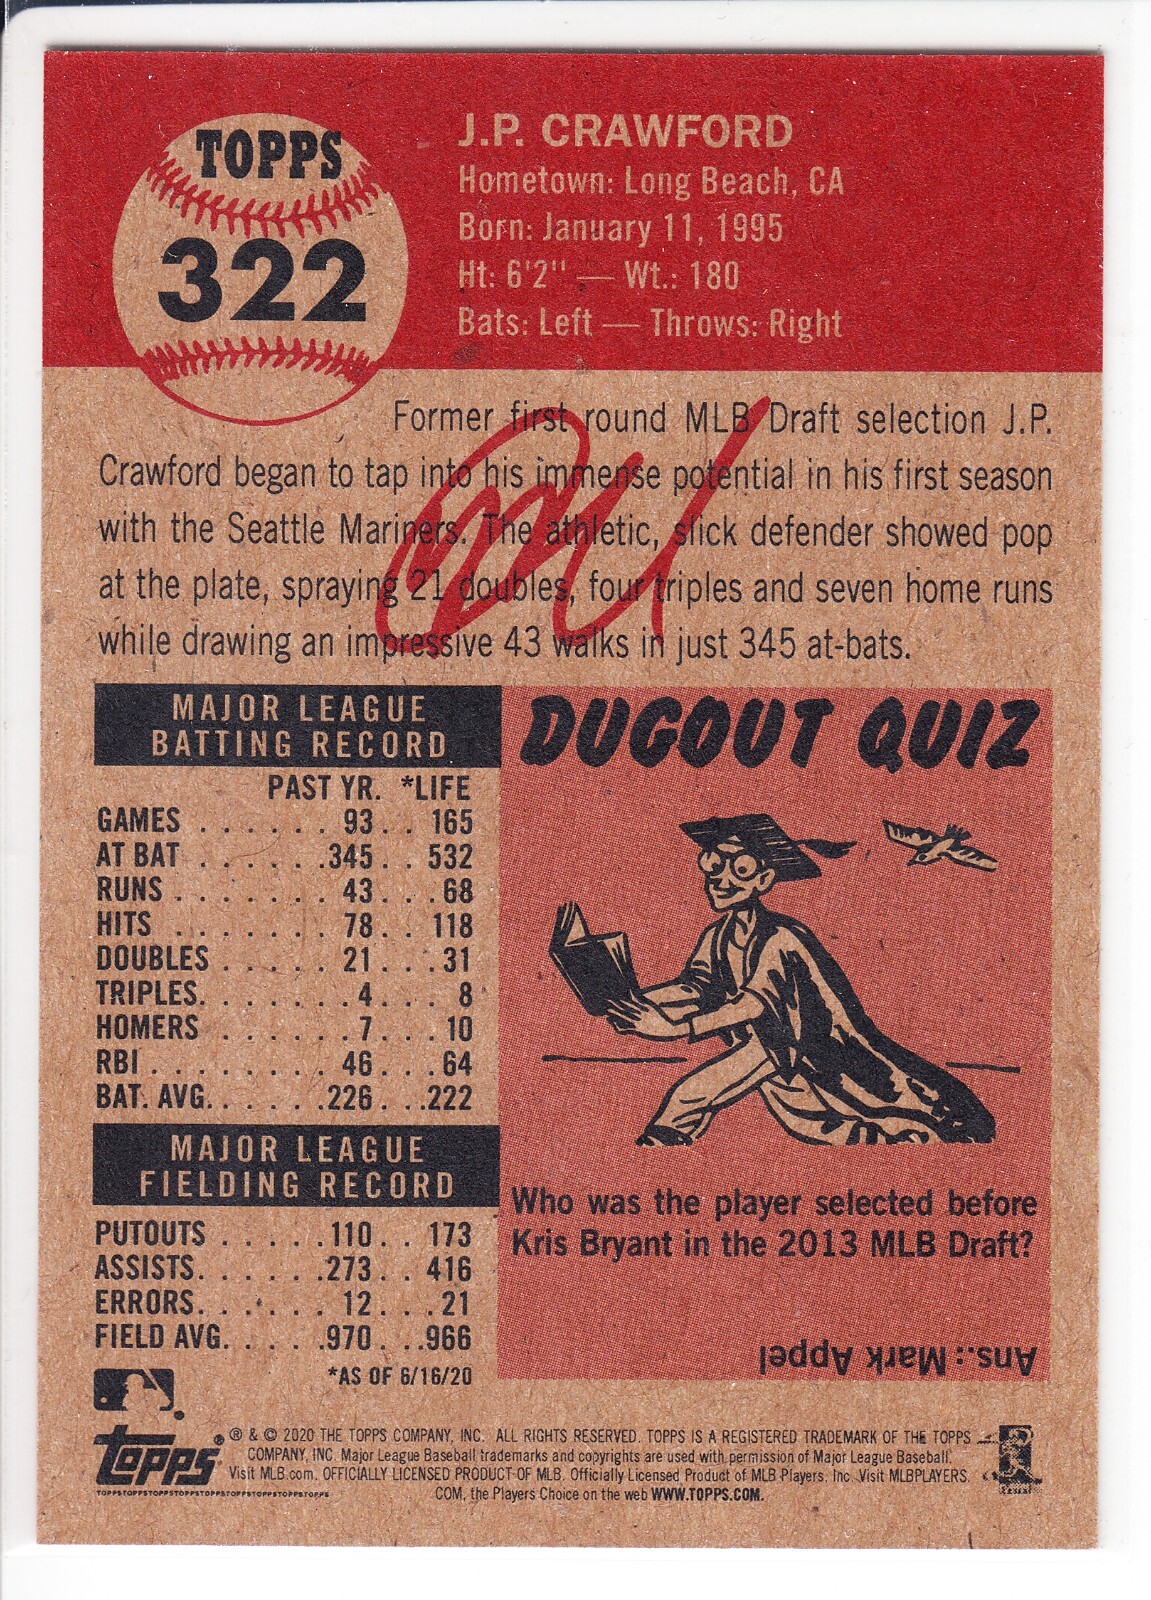 TOPPS
322
J.P. CRAWFORD
Hometown: Long Beach, CA
Born: January 11, 1995
Ht: 6'2" — Wt.: 180
Bats: Left — Throws: Right
Former first round MLB Draft selection J.P.
Crawford began to tap into his immense potential in his first season
with the Seattle Mariners. The athletic, slick defender showed pop
at the plate, spraying 21 doubles, four triples and seven home runs
while drawing an impressive 43 walks in just 345 at-bats.
MAJOR LEAGUE
BATTING RECORD
PAST YR. *LIFE
GAMES . . . . . . 93 . . 165
AT BAT . . . . . .345 . . 532
RUNS . . . . . . . 43 . . . 68
HITS . . . . . . . 78 . . 118
DOUBLES . . . . . 21 . . . 31
TRIPLES. . . . . . . 4 . . . 8
HOMERS . . . . . . 7 . . . 10
RBI . . . . . . . . 46 . . . 64
BAT. AVG. . . . . .226 . . .222
MAJOR LEAGUE
FIELDING RECORD
PUTOUTS . . . . .110 . . 173
ASSISTS. . . . . .273 . . 416
ERRORS. . . . . . 12 . . . 21
FIELD AVG. . . . .970 . . .966
*AS OF 6/16/20
DUGOUT QUIZ
Who was the player selected before
Kris Bryant in the 2013 MLB Draft?
Ans.: Mark Appel
topps®
TOPPSTOPPSTOPPSTOPPSTOPPSTOPPSTOPPSTOPPSTOPPS
® & © 2020 THE TOPPS COMPANY, INC. ALL RIGHTS RESERVED. TOPPS IS A REGISTERED TRADEMARK OF THE TOPPS
COMPANY, INC. Major League Baseball trademarks and copyrights are used with permission of Major League Baseball.
Visit MLB.com. OFFICIALLY LICENSED PRODUCT OF MLB. Officially Licensed Product of MLB Players, Inc. Visit MLBPLAYERS.
COM, the Players Choice on the web WWW.TOPPS.COM.